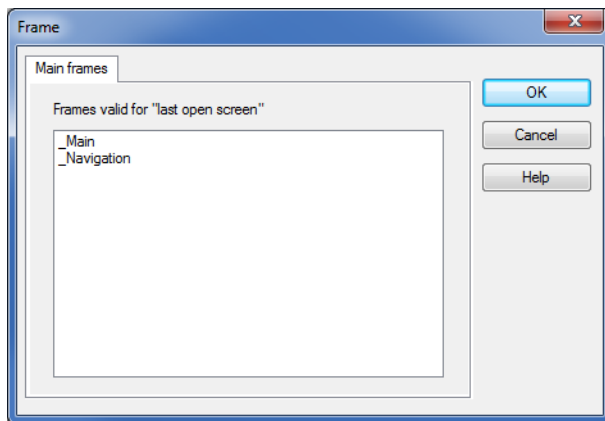 Frame
Main frames
Frames valid for "last open screen"
_Main
_Navigation
OK
Cancel
Help